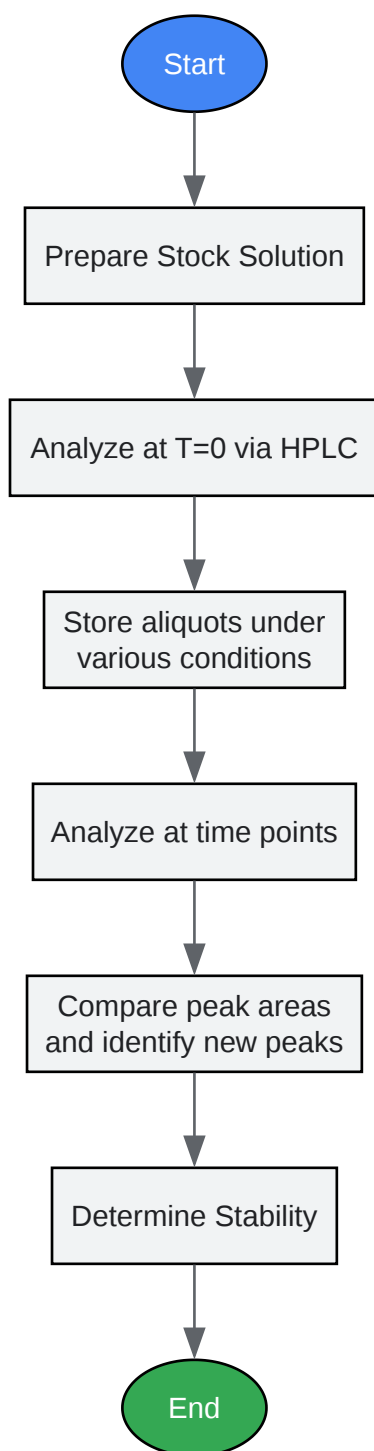 Start
Prepare Stock Solution
Analyze at T=0 via HPLC
Store aliquots under
various conditions
Analyze at time points
Compare peak areas
and identify new peaks
Determine Stability
End